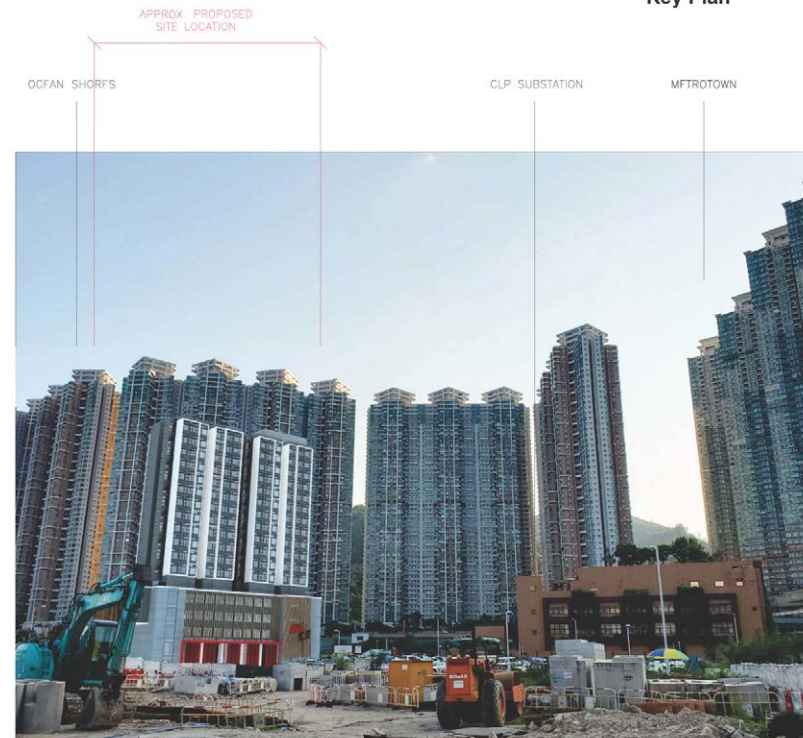 Key Plan
APPROX. PROPOSED
SITE LOCATION
OCEAN SHORES
CLP SUBSTATION
METROTOWN